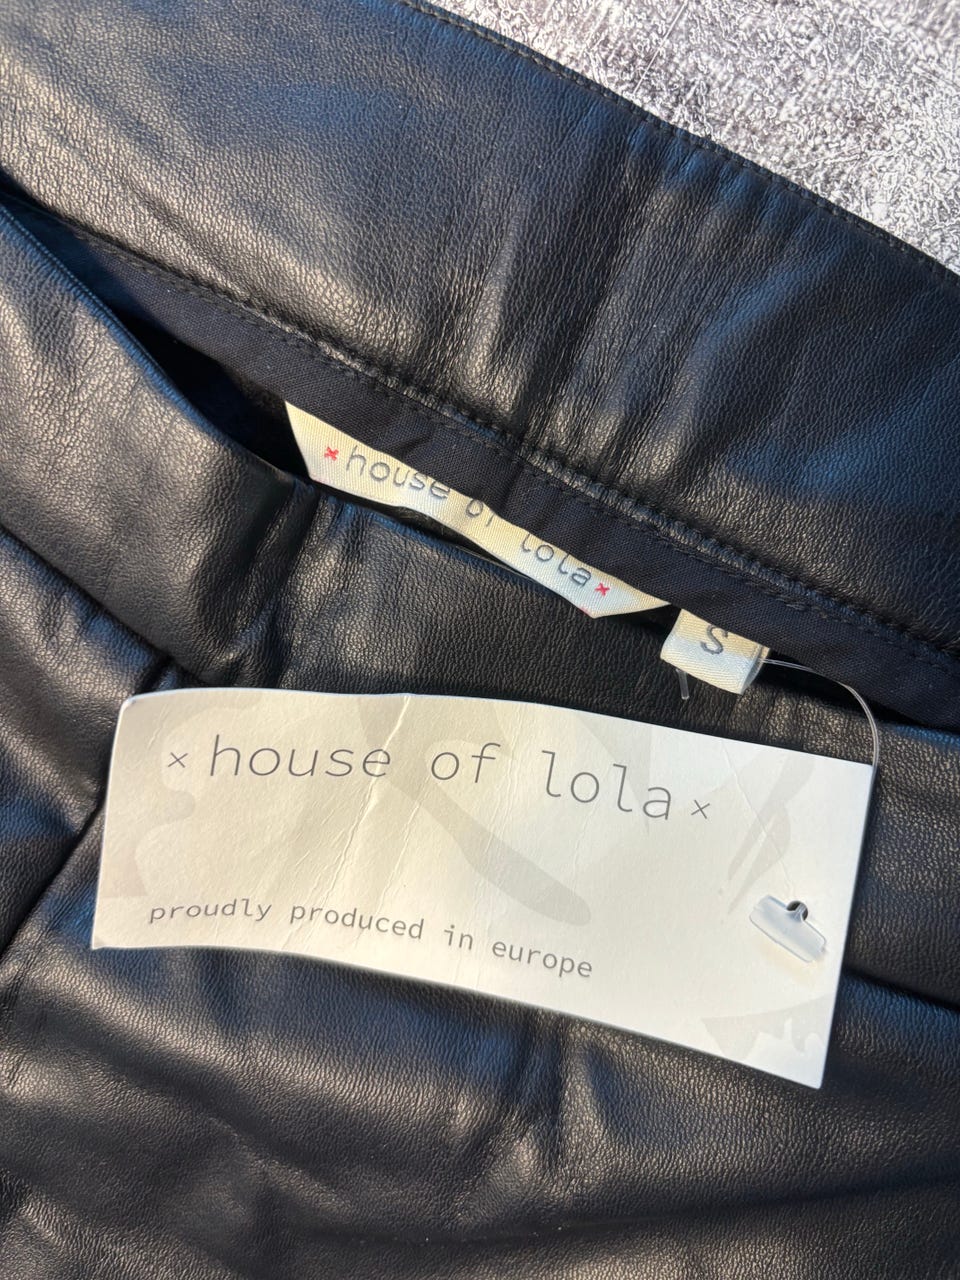 ×house of lola×
S
× house of lola ×
proudly produced in europe